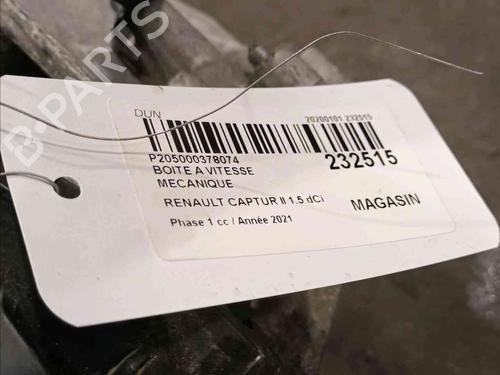 DUN 20200101 232515
P205000378074 232515
BOITE A VITESSE
MECANIQUE
RENAULT CAPTUR II 1.5 dCi MAGASIN
Phase 1 cc / Année 2021
B-PARTS